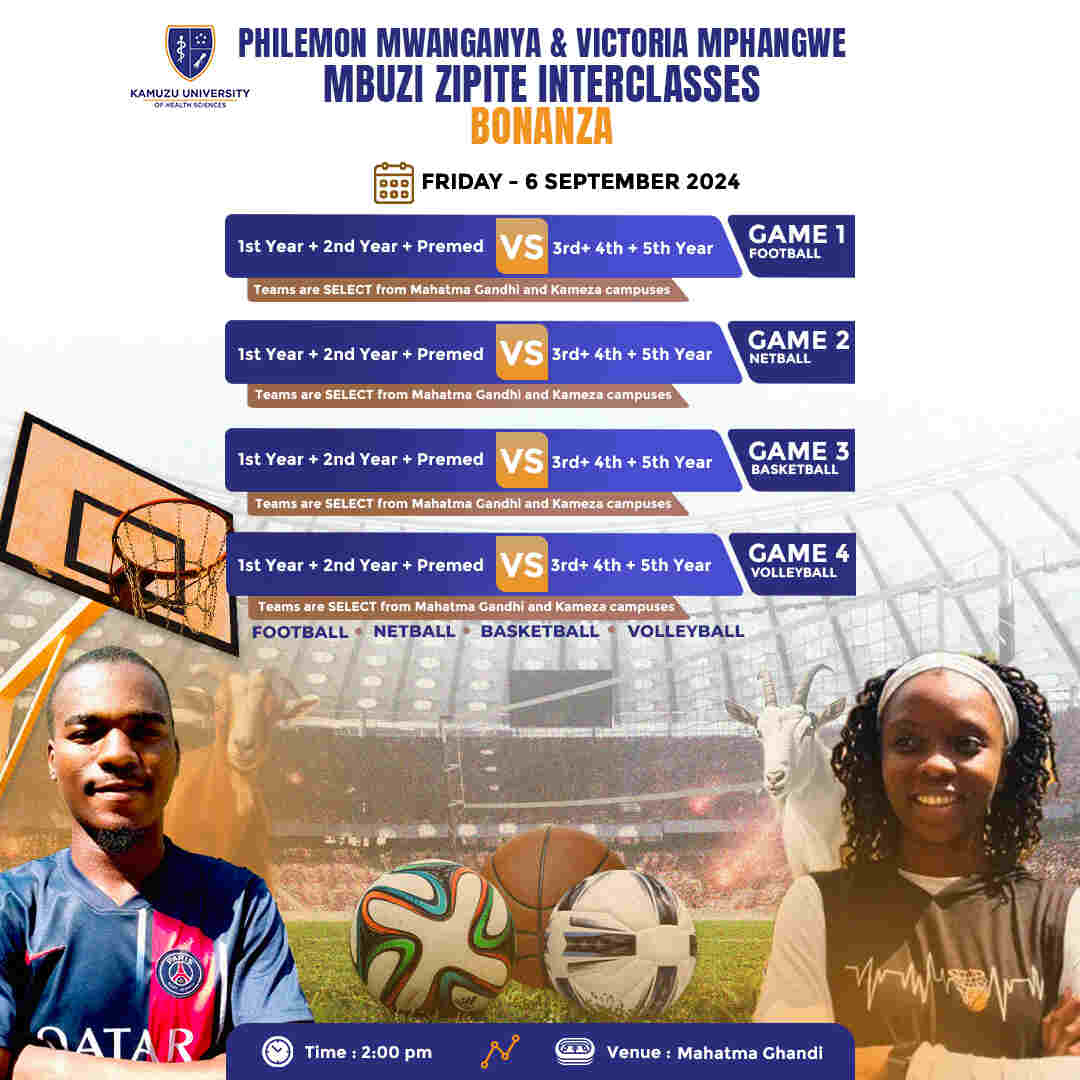 PHILEMON MWANGANYA & VICTORIA MPHANGWE
MBUZI ZIPITE INTERCLASSES
BONANZA
KAMUZU UNIVERSITY
OF HEALTH SCIENCES
FRIDAY - 6 SEPTEMBER 2024
1st Year + 2nd Year + Premed VS 3rd+ 4th + 5th Year GAME 1
FOOTBALL
Teams are SELECT from Mahatma Gandhi and Kameza campuses
1st Year + 2nd Year + Premed VS 3rd+ 4th + 5th Year GAME 2
NETBALL
Teams are SELECT from Mahatma Gandhi and Kameza campuses
1st Year + 2nd Year + Premed VS 3rd+ 4th + 5th Year GAME 3
BASKETBALL
Teams are SELECT from Mahatma Gandhi and Kameza campuses
1st Year + 2nd Year + Premed VS 3rd+ 4th + 5th Year GAME 4
VOLLEYBALL
Teams are SELECT from Mahatma Gandhi and Kameza campuses
FOOTBALL • NETBALL • BASKETBALL • VOLLEYBALL
PARIS
QATAR
Time : 2:00 pm Venue : Mahatma Ghandi